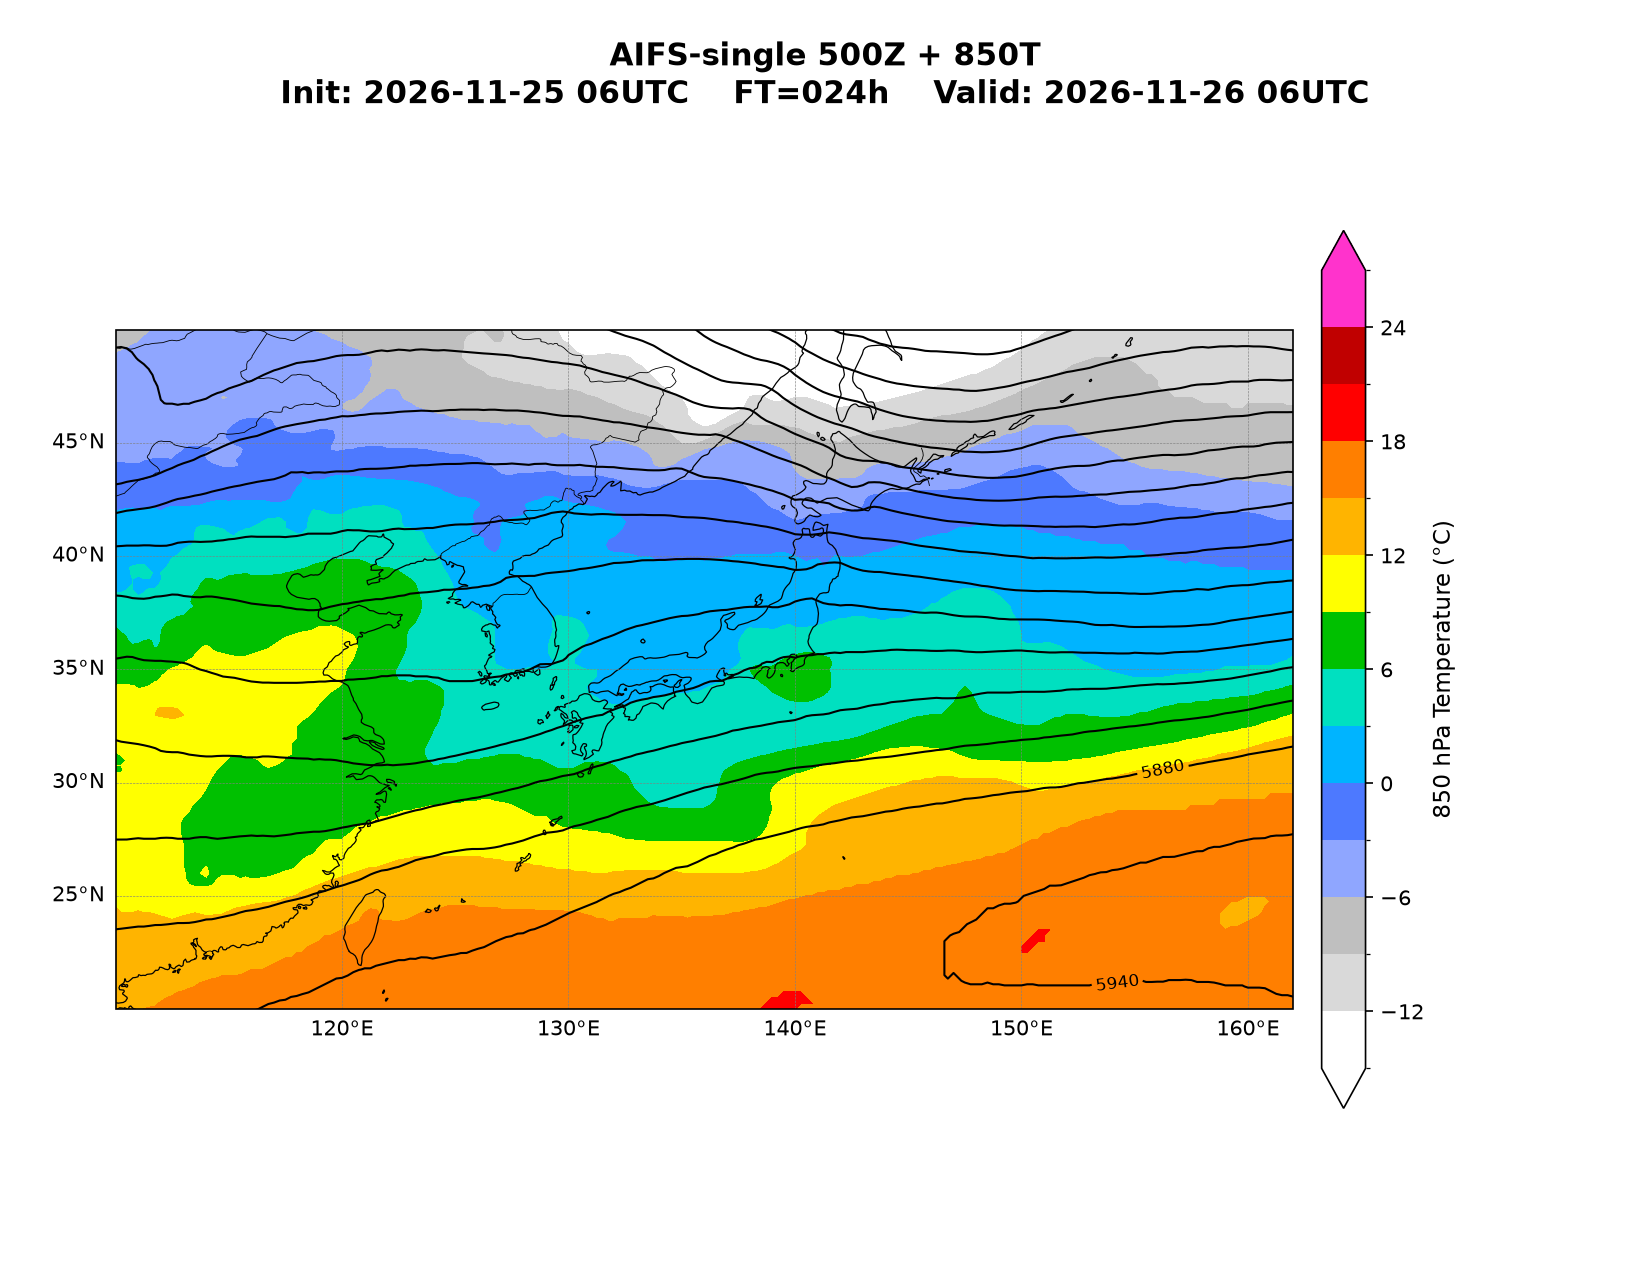 AIFS-single 500Z + 850T
Init: 2026-11-25 06UTC    FT=024h    Valid: 2026-11-26 06UTC
24
18
12
6
0
−6
−12
850 hPa Temperature (°C)
45°N
40°N
35°N
30°N
25°N
5880
5940
120°E
130°E
140°E
150°E
160°E